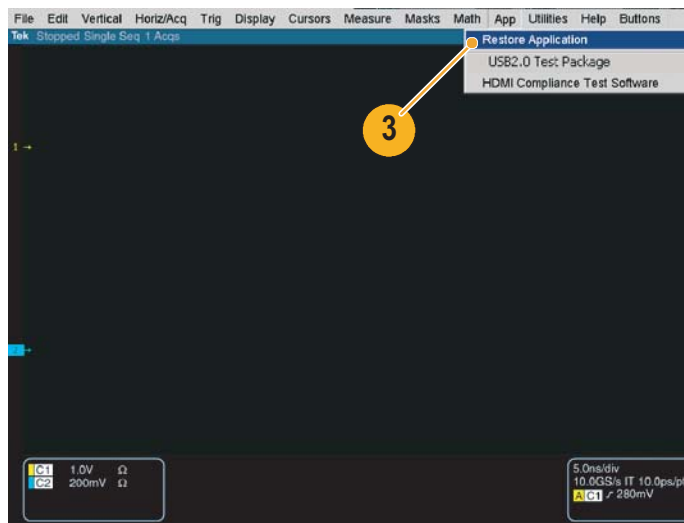 File Edit Vertical Horiz/Acq Trig Display Cursors Measure Masks Math App Utilities Help Buttons
Tek Stopped Single Seq 1 Acqs
Restore Application
USB2.0 Test Package
HDMI Compliance Test Software
3
1
2
C1 1.0V Ω
C2 200mV Ω
5.0ns/div
10.0GS/s IT 10.0ps/pt
A C1 280mV